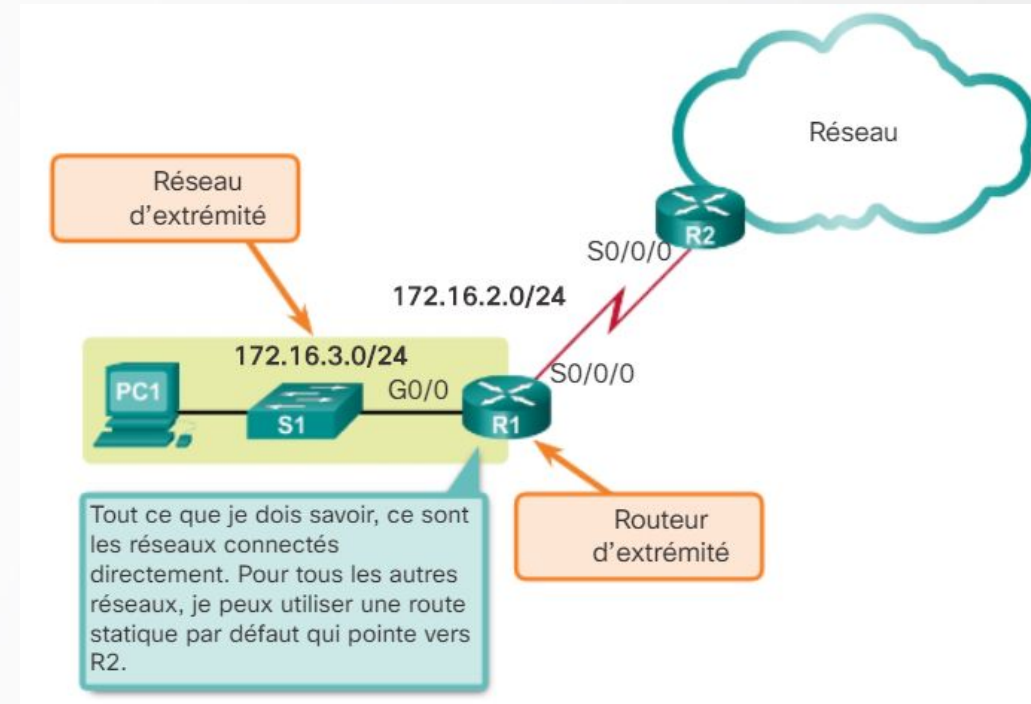 Réseau
Réseau
d'extrémité
R2
S0/0/0
172.16.2.0/24
172.16.3.0/24
S0/0/0
G0/0
PC1
S1
R1
Tout ce que je dois savoir, ce sont
les réseaux connectés
directement. Pour tous les autres
réseaux, je peux utiliser une route
statique par défaut qui pointe vers
R2.
Routeur
d'extrémité